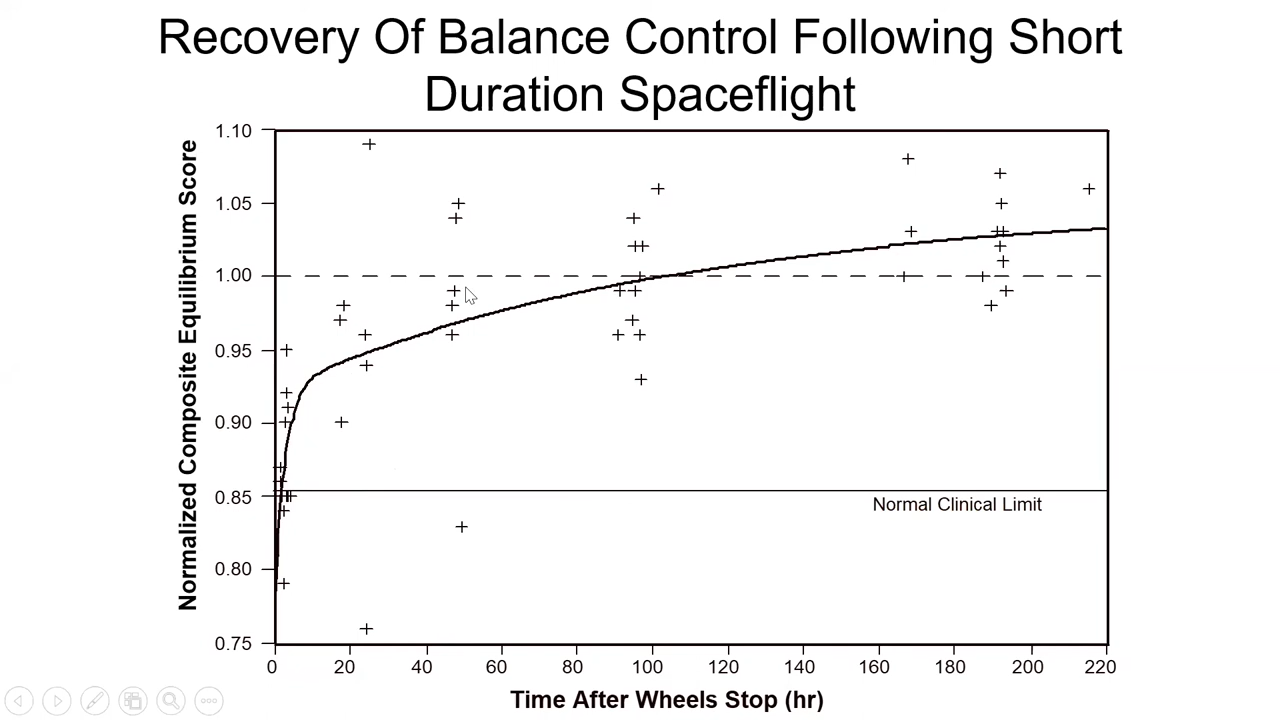 Recovery Of Balance Control Following Short
Duration Spaceflight
Normalized Composite Equilibrium Score
1.10
1.05
1.00
0.95
0.90
0.85
0.80
0.75
Normal Clinical Limit
0 20 40 60 80 100 120 140 160 180 200 220
Time After Wheels Stop (hr)